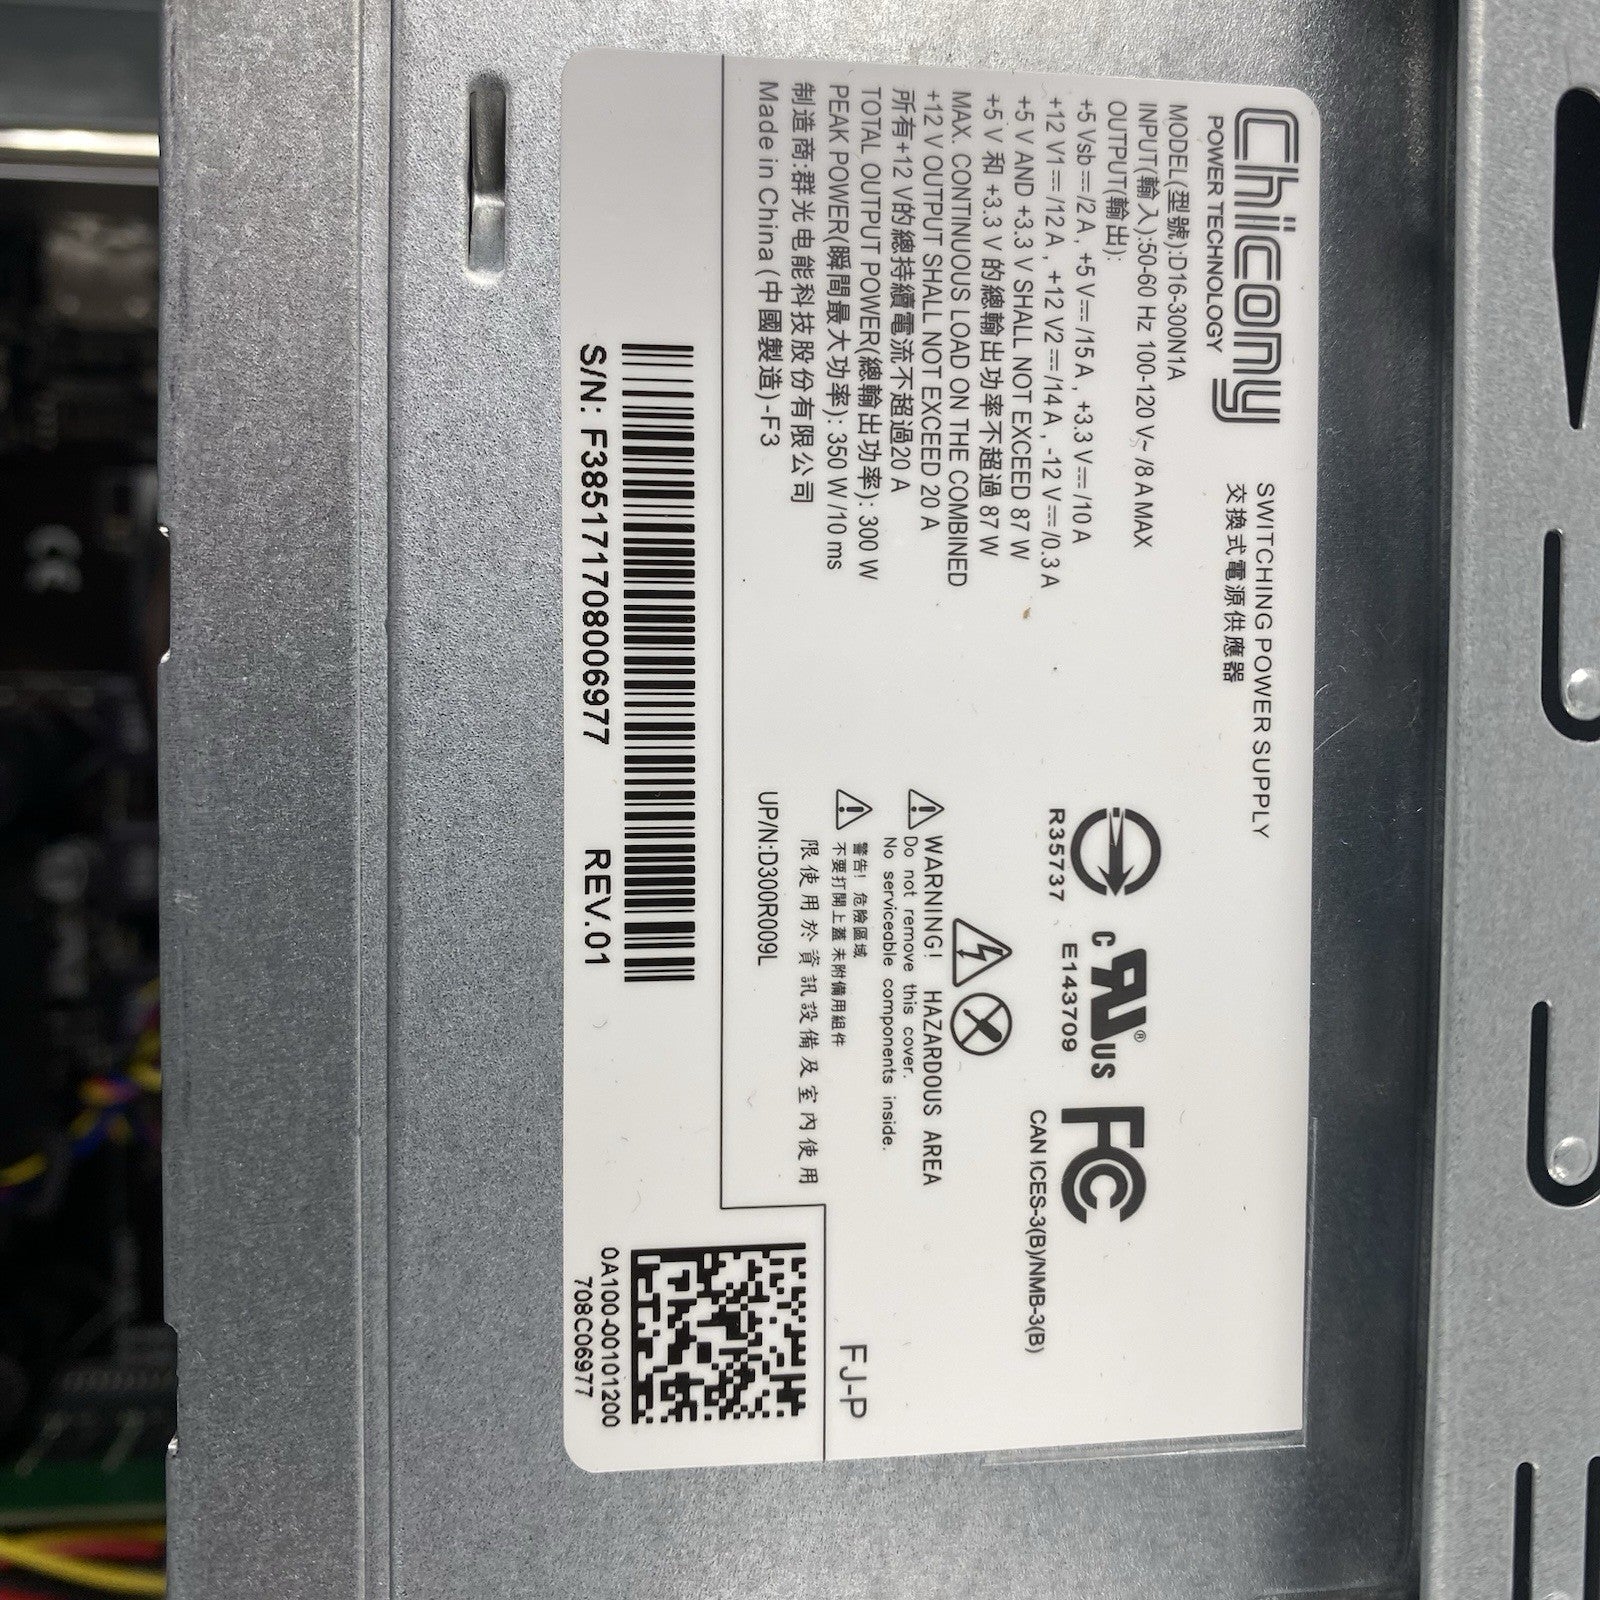 Chicony
POWER TECHNOLOGY
SWITCHING POWER SUPPLY
交換式電源供應器
MODEL(型號):D16-300N1A
INPUT(輸入):50-60 Hz 100-120 V~ /8 A MAX
OUTPUT(輸出):
+5 Vsb ⎓ /2 A , +5 V⎓ /15 A , +3.3 V⎓ /10 A
+12 V1⎓ /12 A , +12 V2⎓ /14 A , -12 V⎓ /0.3 A
+5 V AND +3.3 V SHALL NOT EXCEED 87 W
+5 V 和 +3.3 V 的總輸出功率不超過 87 W
MAX. CONTINUOUS LOAD ON THE COMBINED
+12 V OUTPUT SHALL NOT EXCEED 20 A
所有+12 V的總持續電流不超過20 A
TOTAL OUTPUT POWER(總輸出功率): 300 W
PEAK POWER(瞬間最大功率): 350 W /10 ms
制造商:群光电能科技股份有限公司
Made in China (中國製造)-F3
R35737
c RU us ®
E143709
FC
CAN ICES-3(B)/NMB-3(B)
WARNING! HAZARDOUS AREA
Do not remove this cover.
No serviceable components inside.
警告! 危險區域
不要打開上蓋 未附備用組件
限使用於資訊設備及室內使用
UP/N:D300R009L
FJ-P
S/N: F385171708006977
REV.01
0A100-00101200
708C06977